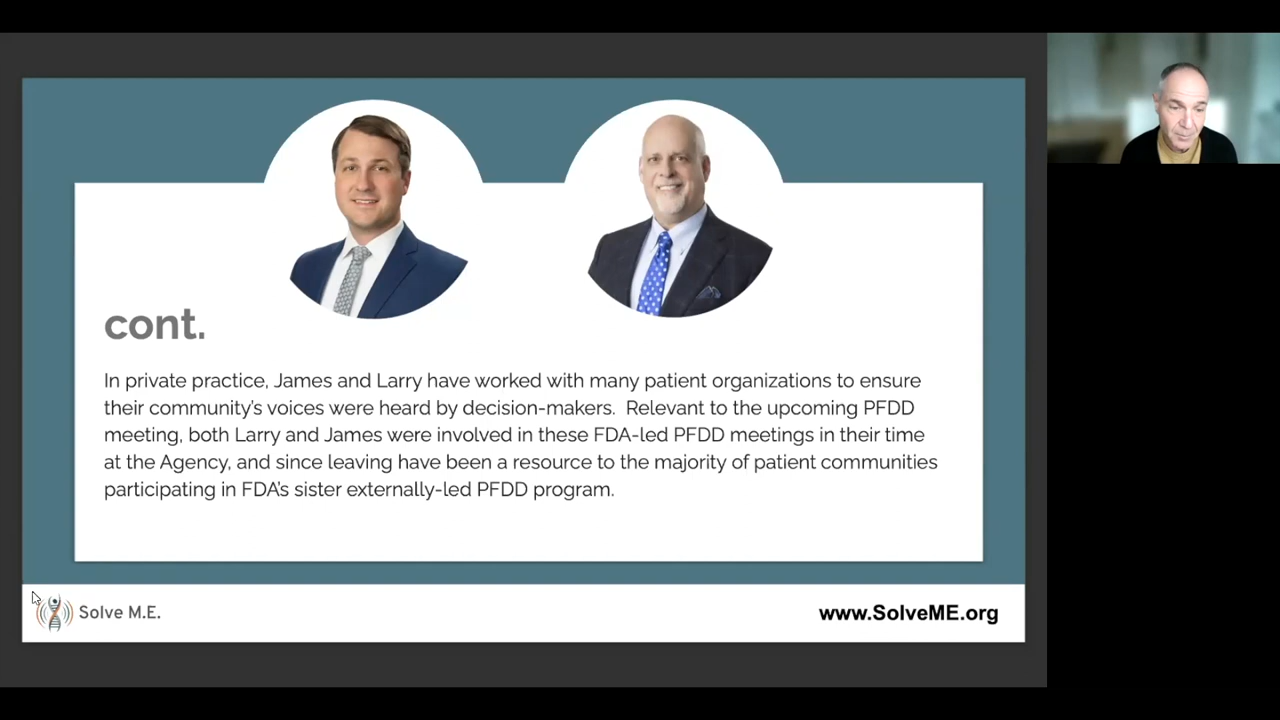 cont.
In private practice, James and Larry have worked with many patient organizations to ensure
their community’s voices were heard by decision-makers.  Relevant to the upcoming PFDD
meeting, both Larry and James were involved in these FDA-led PFDD meetings in their time
at the Agency, and since leaving have been a resource to the majority of patient communities
participating in FDA’s sister externally-led PFDD program.
Solve M.E.
www.SolveME.org